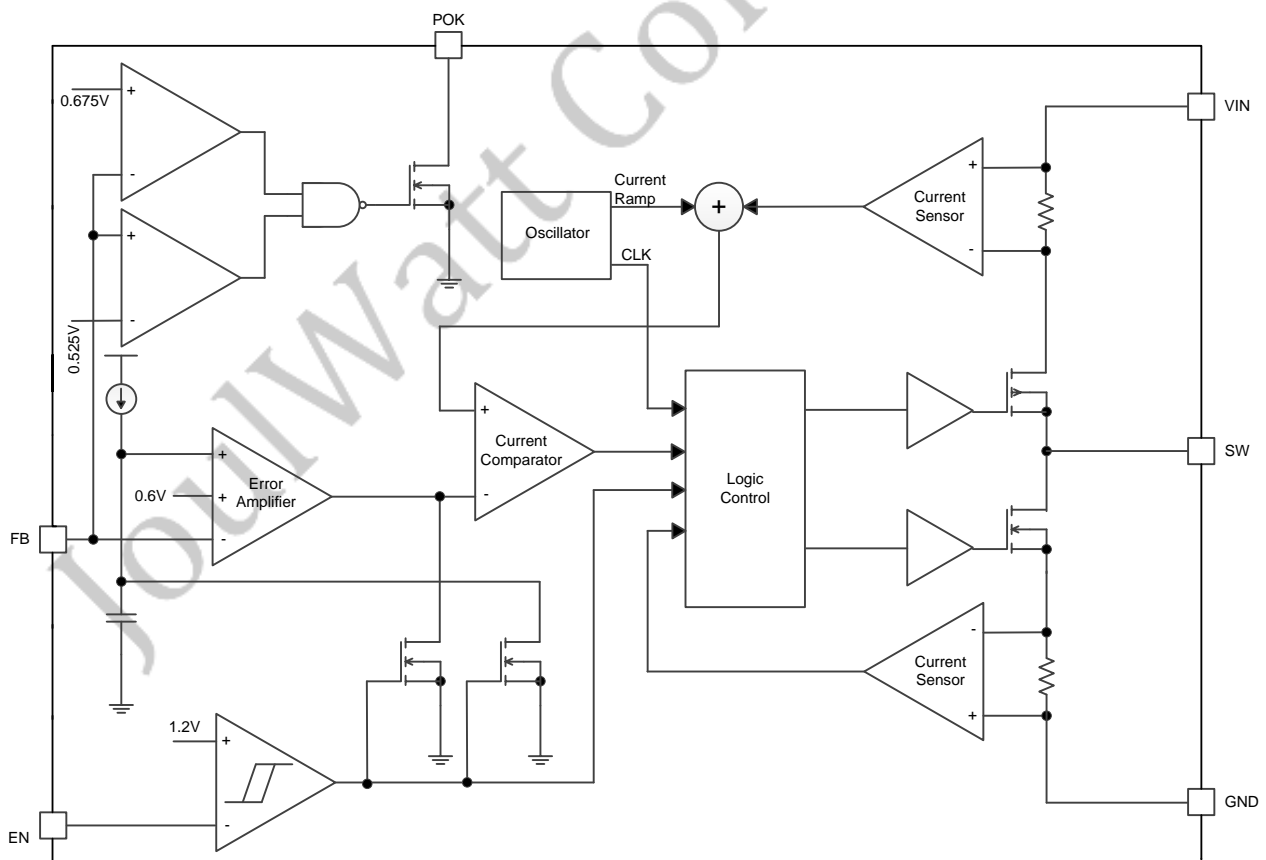 POK
0.675V
+
-
+
-
0.525V
Current
Ramp
Oscillator
CLK
+
Current
Sensor
+
-
VIN
+
Current
Comparator
-
Logic
Control
SW
+
0.6V
+
Error
Amplifier
-
FB
Current
Sensor
-
+
1.2V
+
-
EN
GND
JoulWatt Co